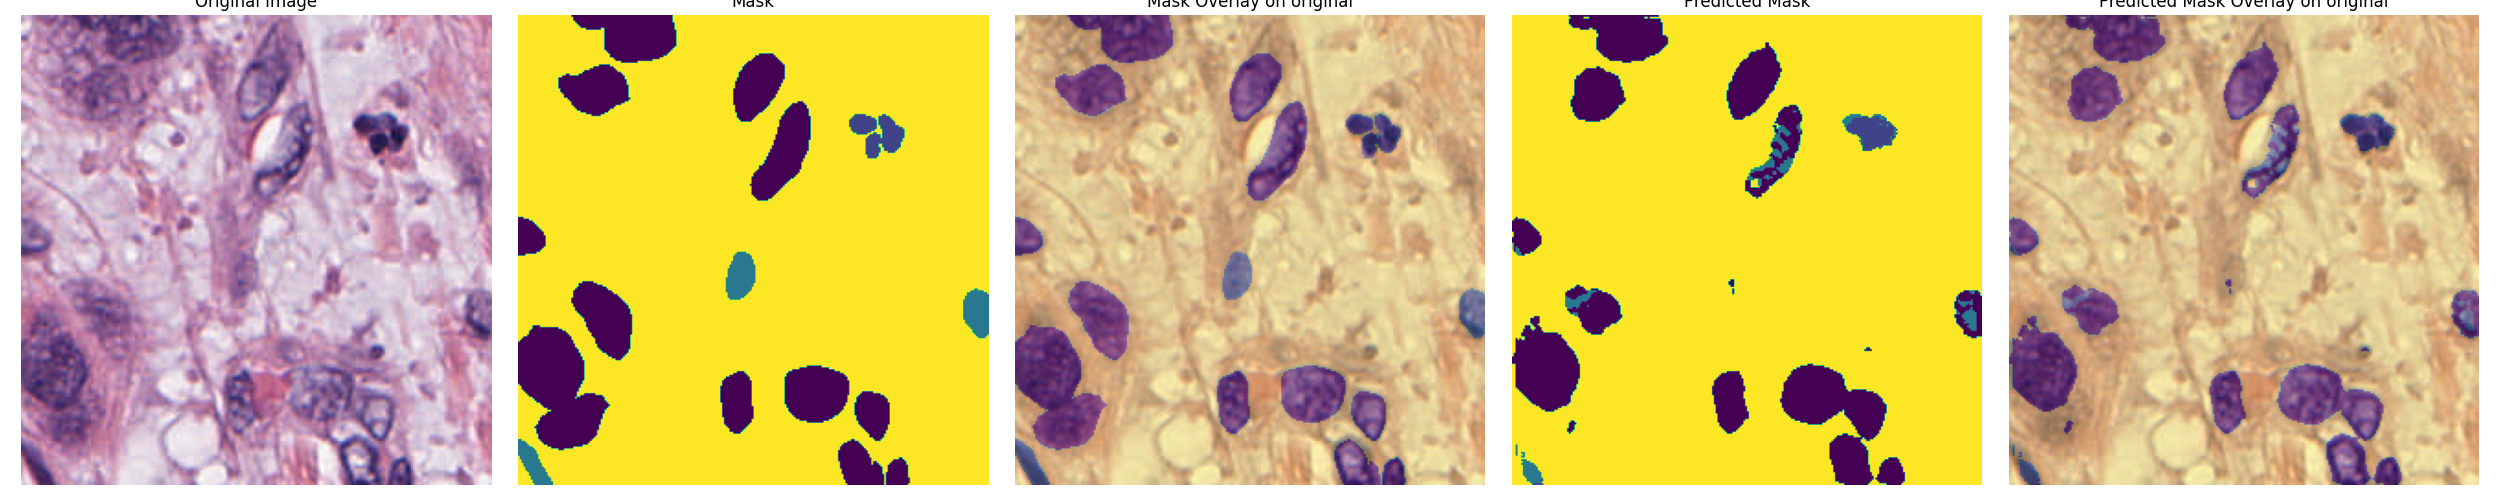 Original Image
Mask
Mask Overlay on original
Predicted Mask
Predicted Mask Overlay on original